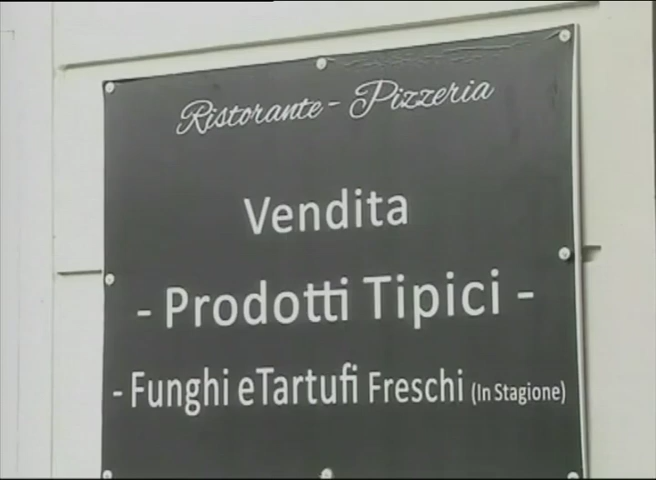 Ristorante - Pizzeria
Vendita
- Prodotti Tipici -
- Funghi eTartufi Freschi (In Stagione)